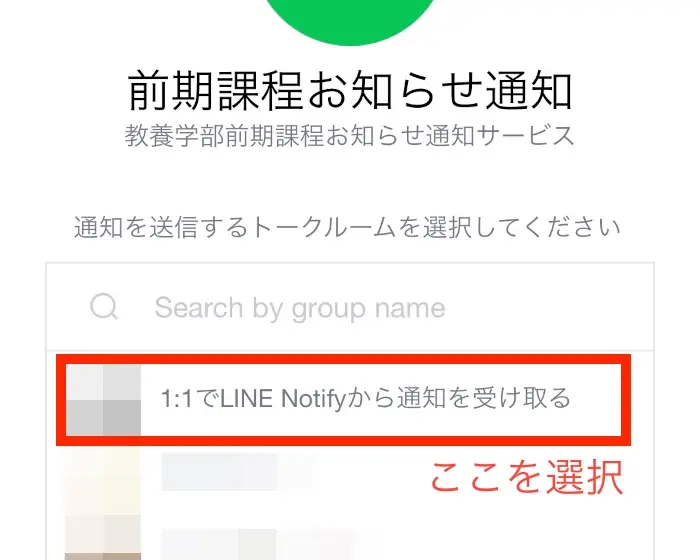 前期課程お知らせ通知
教養学部前期課程お知らせ通知サービス
通知を送信するトークルームを選択してください
Search by group name
1:1でLINE Notifyから通知を受け取る
ここを選択